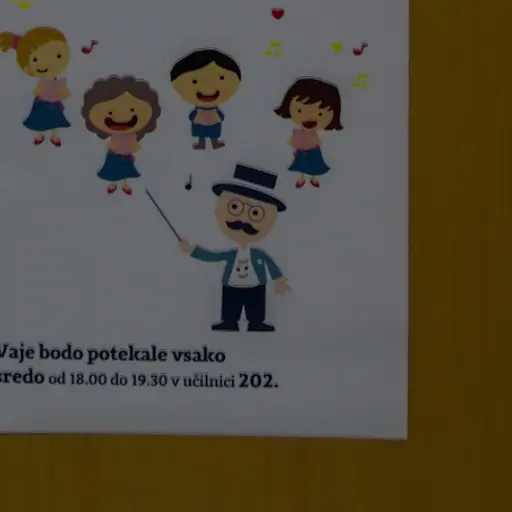 Vaje bodo potekale vsako
sredo od 18.00 do 19.30 v učilnici 202.